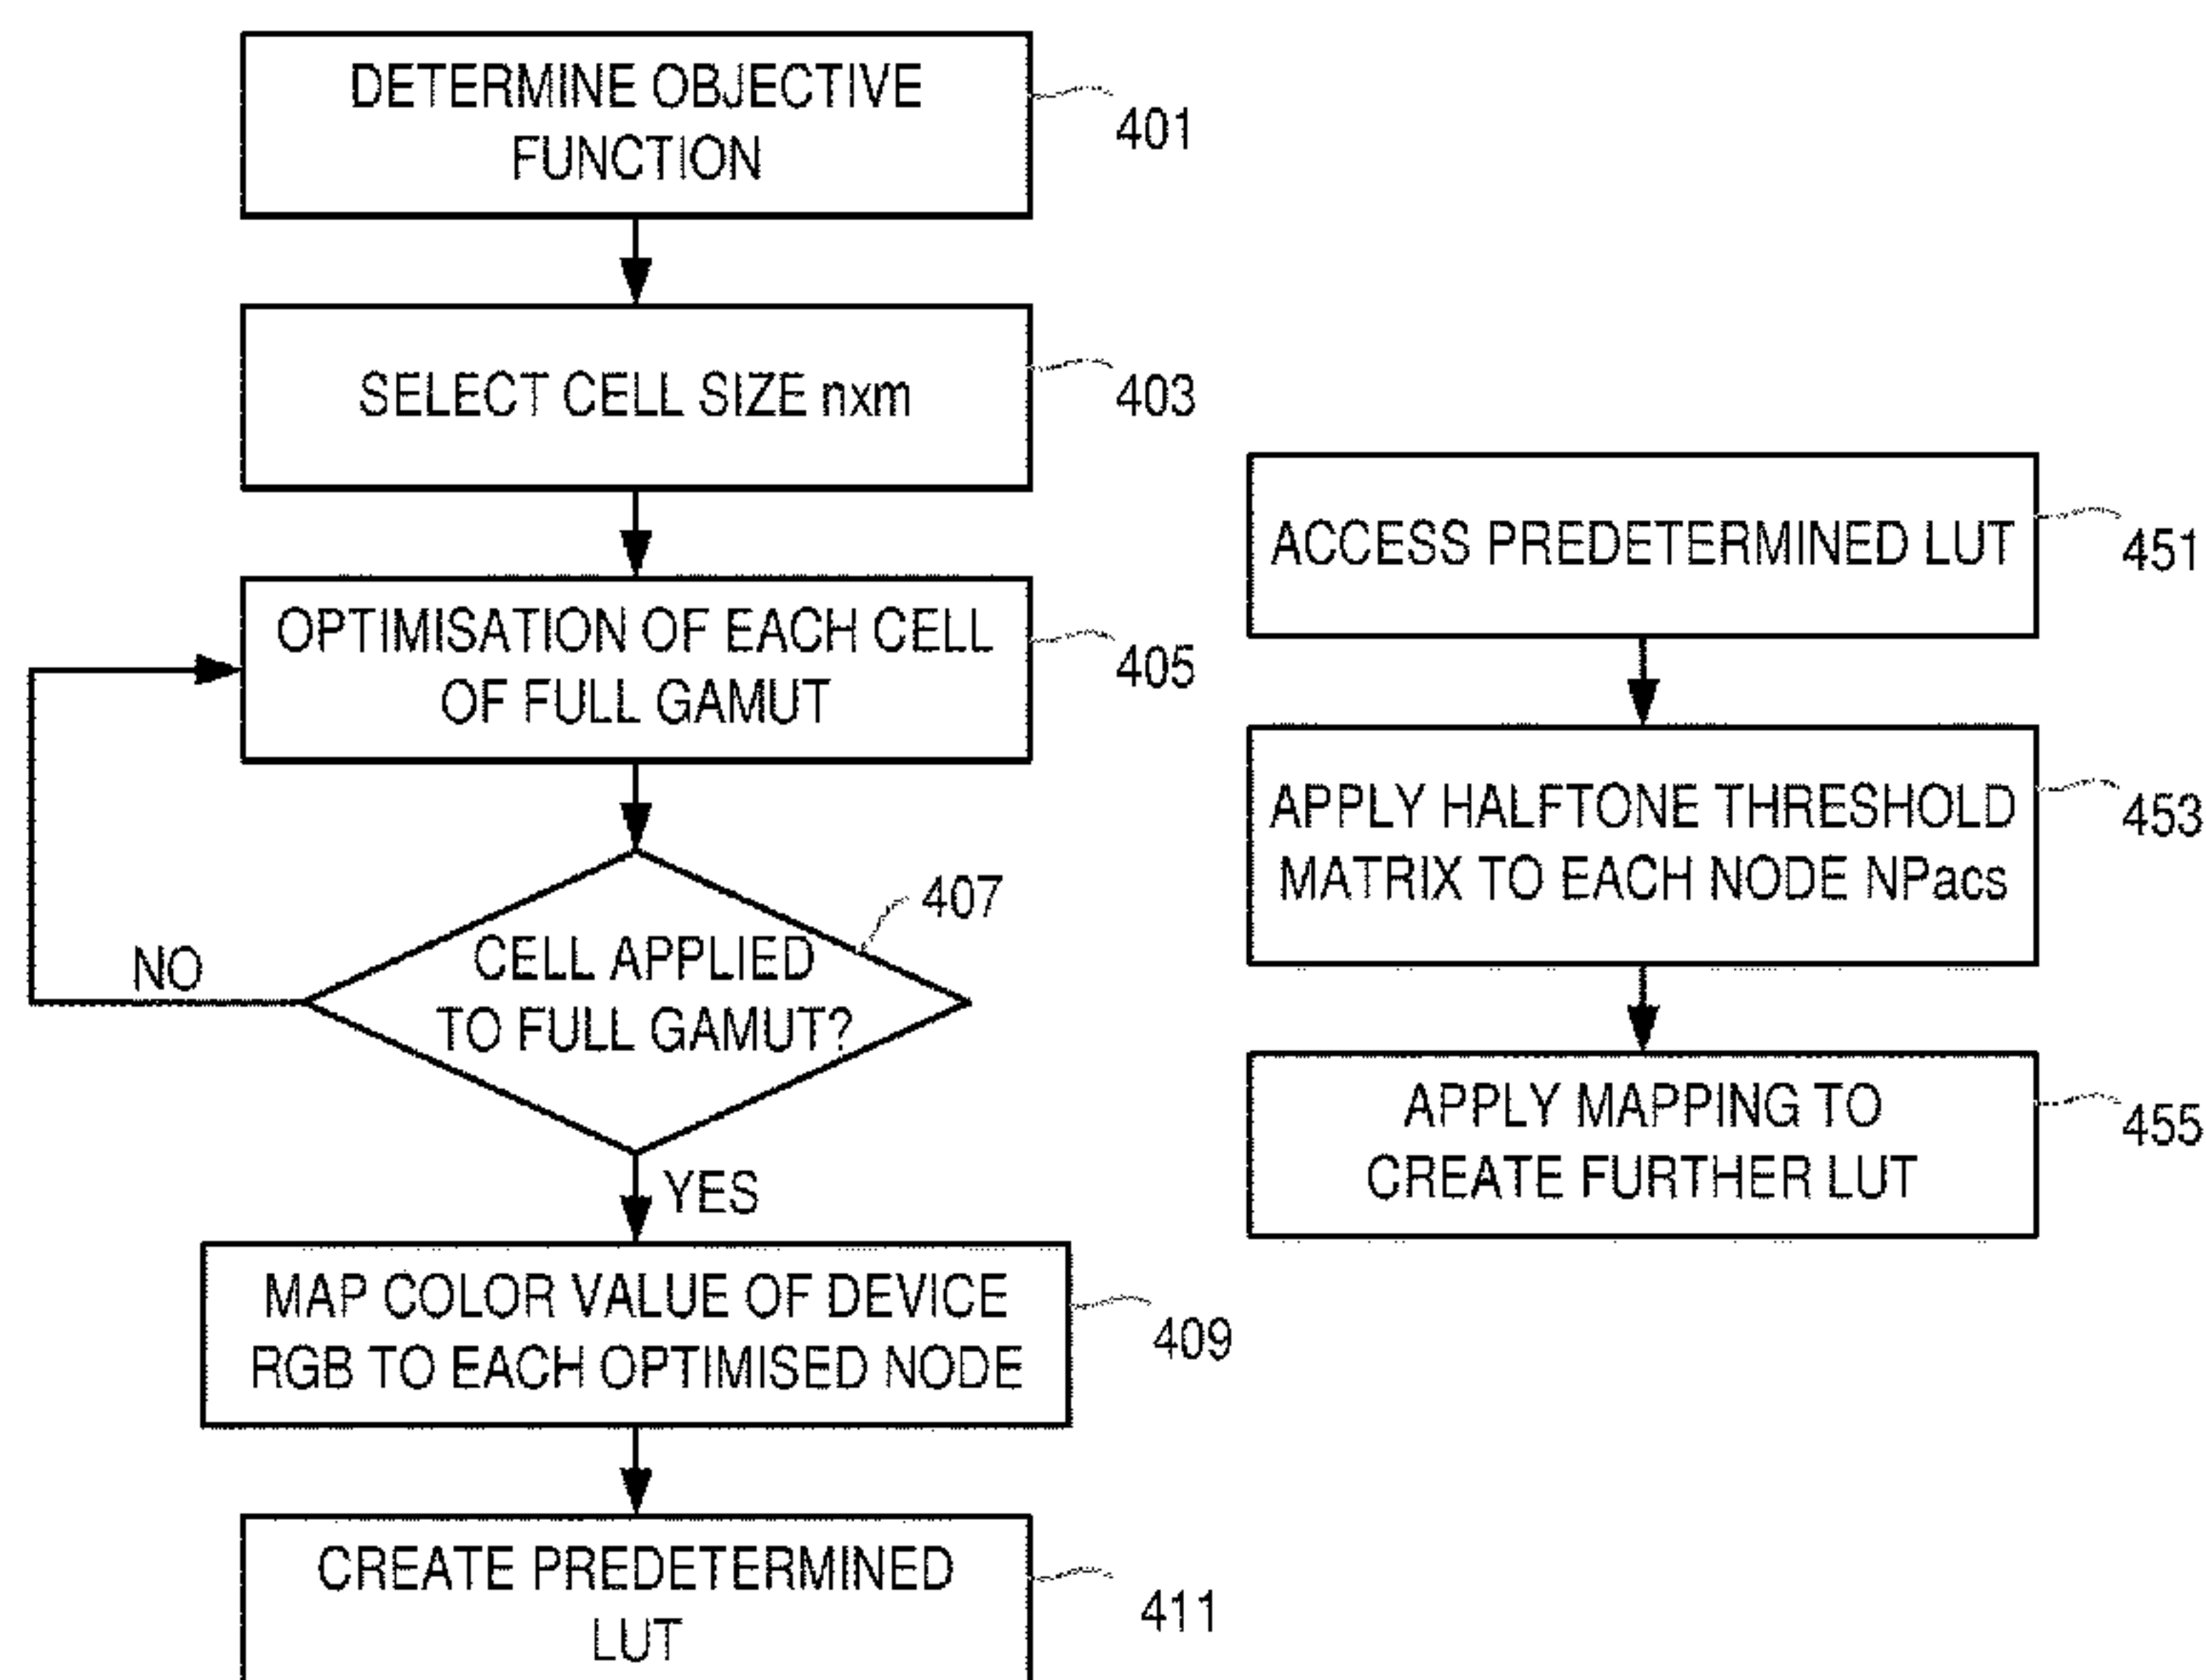 DETERMINE OBJECTIVE
FUNCTION
401
SELECT CELL SIZE nxm
403
OPTIMISATION OF EACH CELL
OF FULL GAMUT
405
CELL APPLIED
TO FULL GAMUT?
407
NO
YES
MAP COLOR VALUE OF DEVICE
RGB TO EACH OPTIMISED NODE
409
CREATE PREDETERMINED
LUT
411
ACCESS PREDETERMINED LUT
451
APPLY HALFTONE THRESHOLD
MATRIX TO EACH NODE NPacs
453
APPLY MAPPING TO
CREATE FURTHER LUT
455